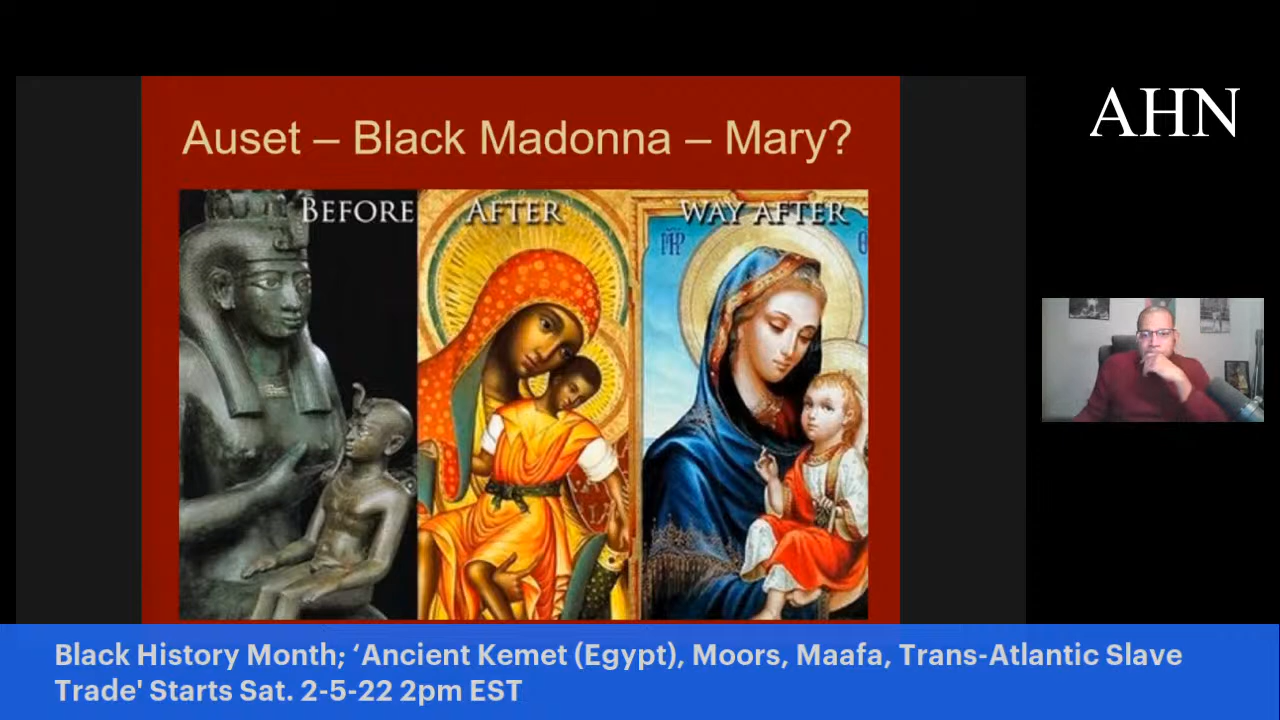 AHN
Auset – Black Madonna – Mary?
BEFORE
AFTER
WAY AFTER
Black History Month; ‘Ancient Kemet (Egypt), Moors, Maafa, Trans-Atlantic Slave
Trade' Starts Sat. 2-5-22 2pm EST